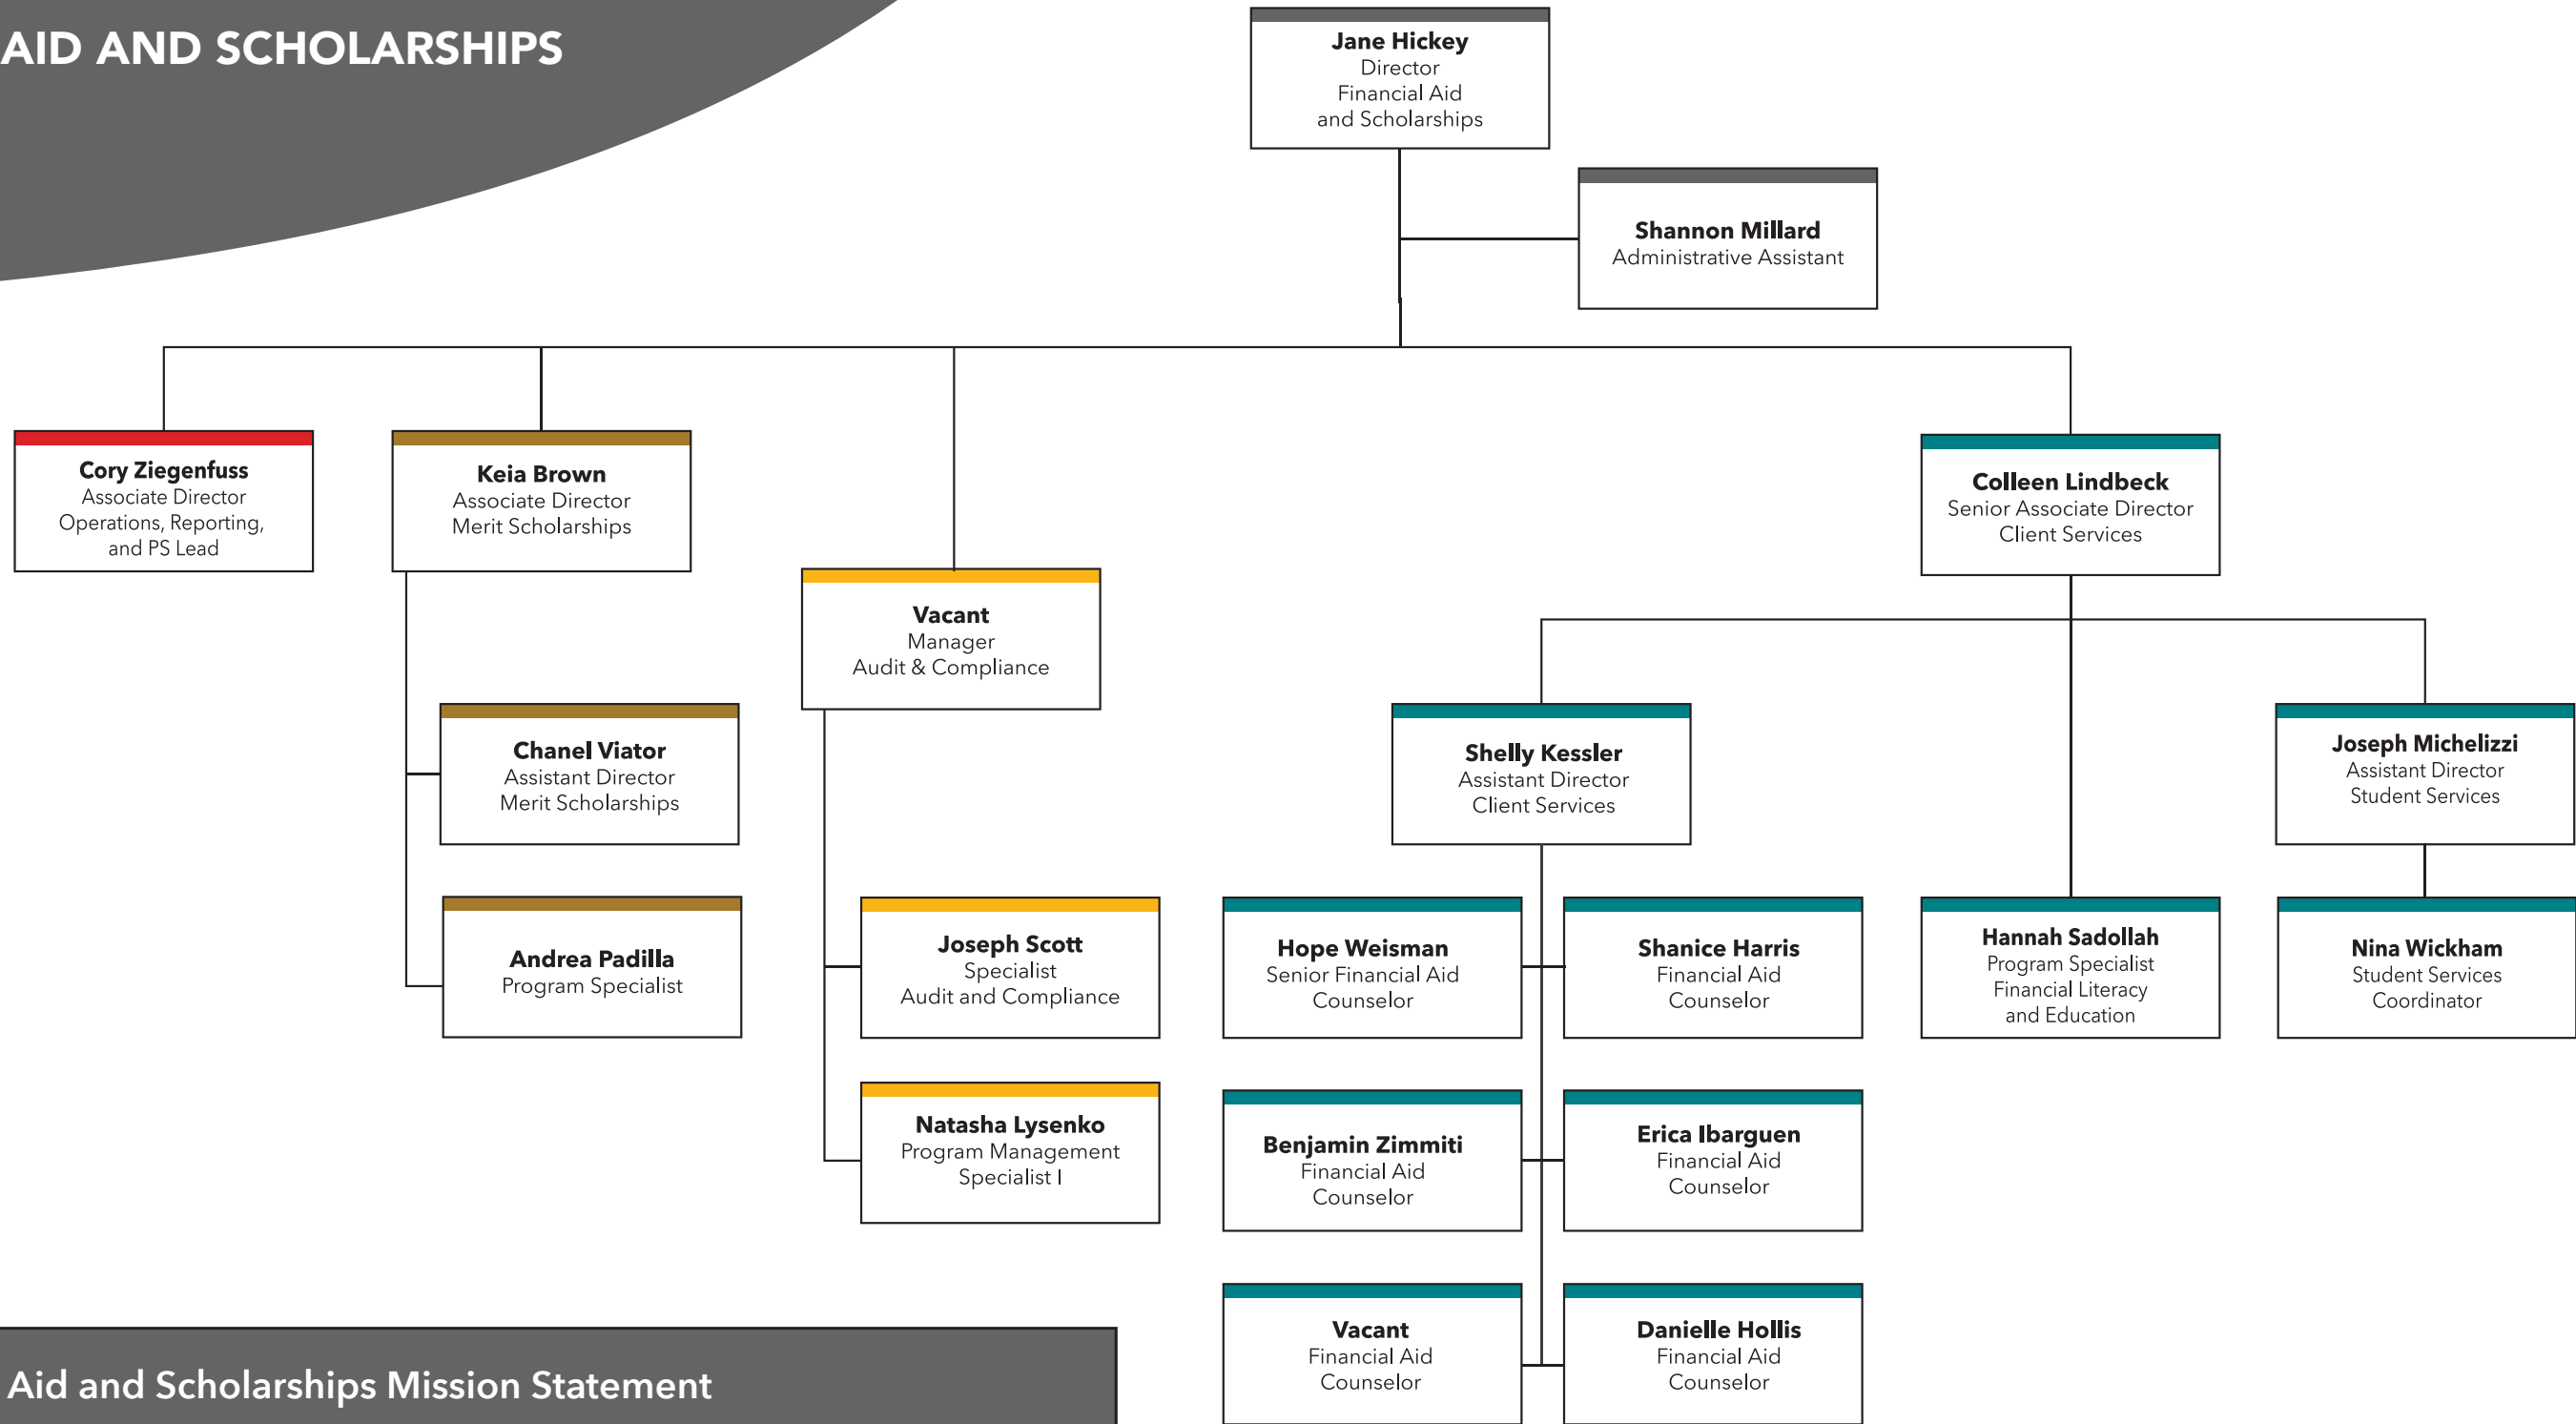 AID AND SCHOLARSHIPS
Jane Hickey
Director
Financial Aid
and Scholarships
Shannon Millard
Administrative Assistant
Cory Ziegenfuss
Associate Director
Operations, Reporting,
and PS Lead
Keia Brown
Associate Director
Merit Scholarships
Vacant
Manager
Audit & Compliance
Colleen Lindbeck
Senior Associate Director
Client Services
Chanel Viator
Assistant Director
Merit Scholarships
Andrea Padilla
Program Specialist
Joseph Scott
Specialist
Audit and Compliance
Natasha Lysenko
Program Management
Specialist I
Shelly Kessler
Assistant Director
Client Services
Joseph Michelizzi
Assistant Director
Student Services
Hope Weisman
Senior Financial Aid
Counselor
Shanice Harris
Financial Aid
Counselor
Hannah Sadollah
Program Specialist
Financial Literacy
and Education
Nina Wickham
Student Services
Coordinator
Benjamin Zimmiti
Financial Aid
Counselor
Erica Ibarguen
Financial Aid
Counselor
Vacant
Financial Aid
Counselor
Danielle Hollis
Financial Aid
Counselor
Aid and Scholarships Mission Statement